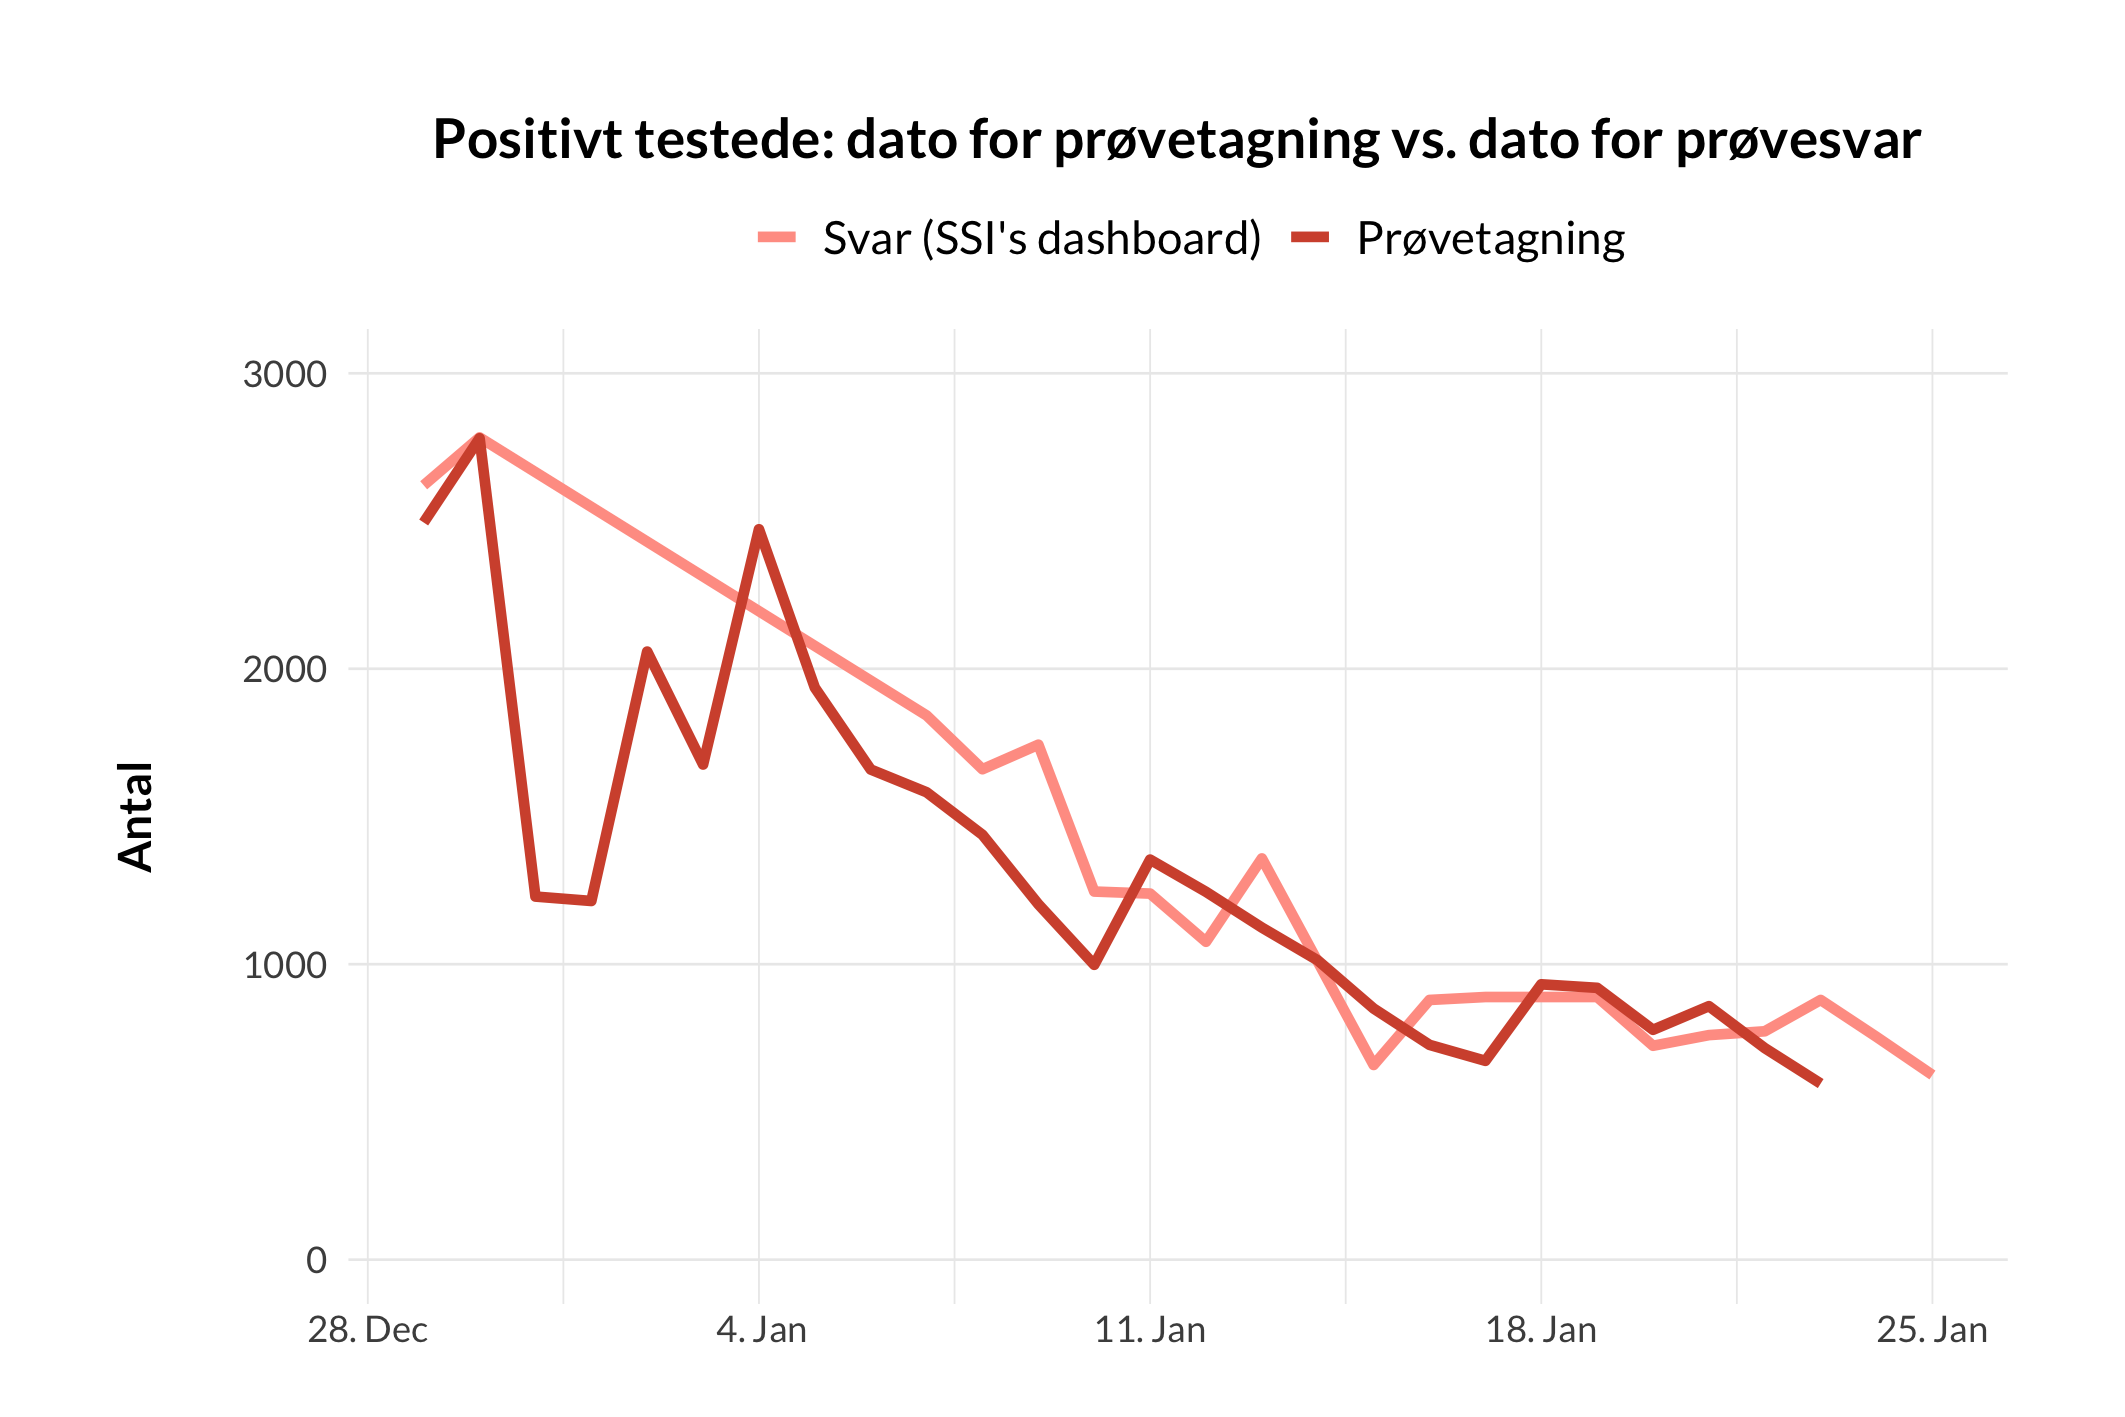 Positivt testede: dato for prøvetagning vs. dato for prøvesvar
Svar (SSI's dashboard) Prøvetagning
3000
2000
Antal
1000
0
28. Dec 4. Jan 11. Jan 18. Jan 25. Jan